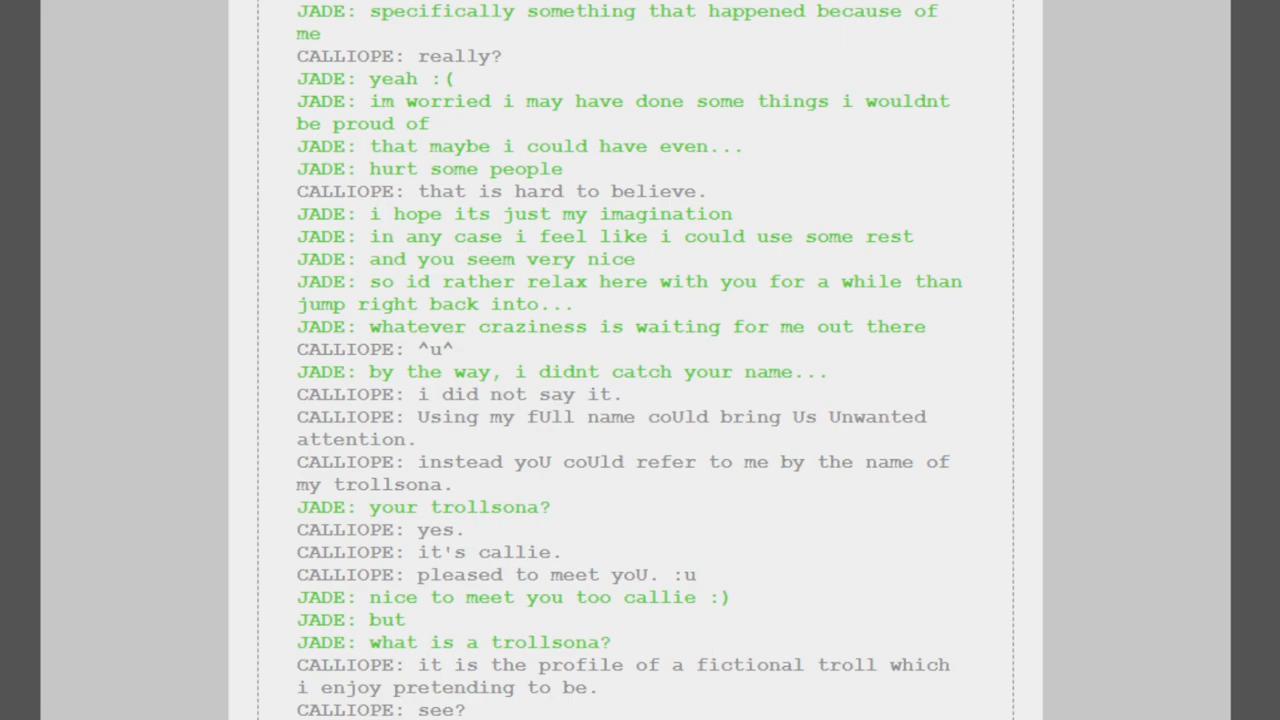 JADE: specifically something that happened because of
me
CALLIOPE: really?
JADE: yeah :(
JADE: im worried i may have done some things i wouldnt
be proud of
JADE: that maybe i could have even...
JADE: hurt some people
CALLIOPE: that is hard to believe.
JADE: i hope its just my imagination
JADE: in any case i feel like i could use some rest
JADE: and you seem very nice
JADE: so id rather relax here with you for a while than
jump right back into...
JADE: whatever craziness is waiting for me out there
CALLIOPE: ^u^
JADE: by the way, i didnt catch your name...
CALLIOPE: i did not say it.
CALLIOPE: Using my fUll name coUld bring Us Unwanted
attention.
CALLIOPE: instead yoU coUld refer to me by the name of
my trollsona.
JADE: your trollsona?
CALLIOPE: yes.
CALLIOPE: it's callie.
CALLIOPE: pleased to meet yoU. :u
JADE: nice to meet you too callie :)
JADE: but
JADE: what is a trollsona?
CALLIOPE: it is the profile of a fictional troll which
i enjoy pretending to be.
CALLIOPE: see?